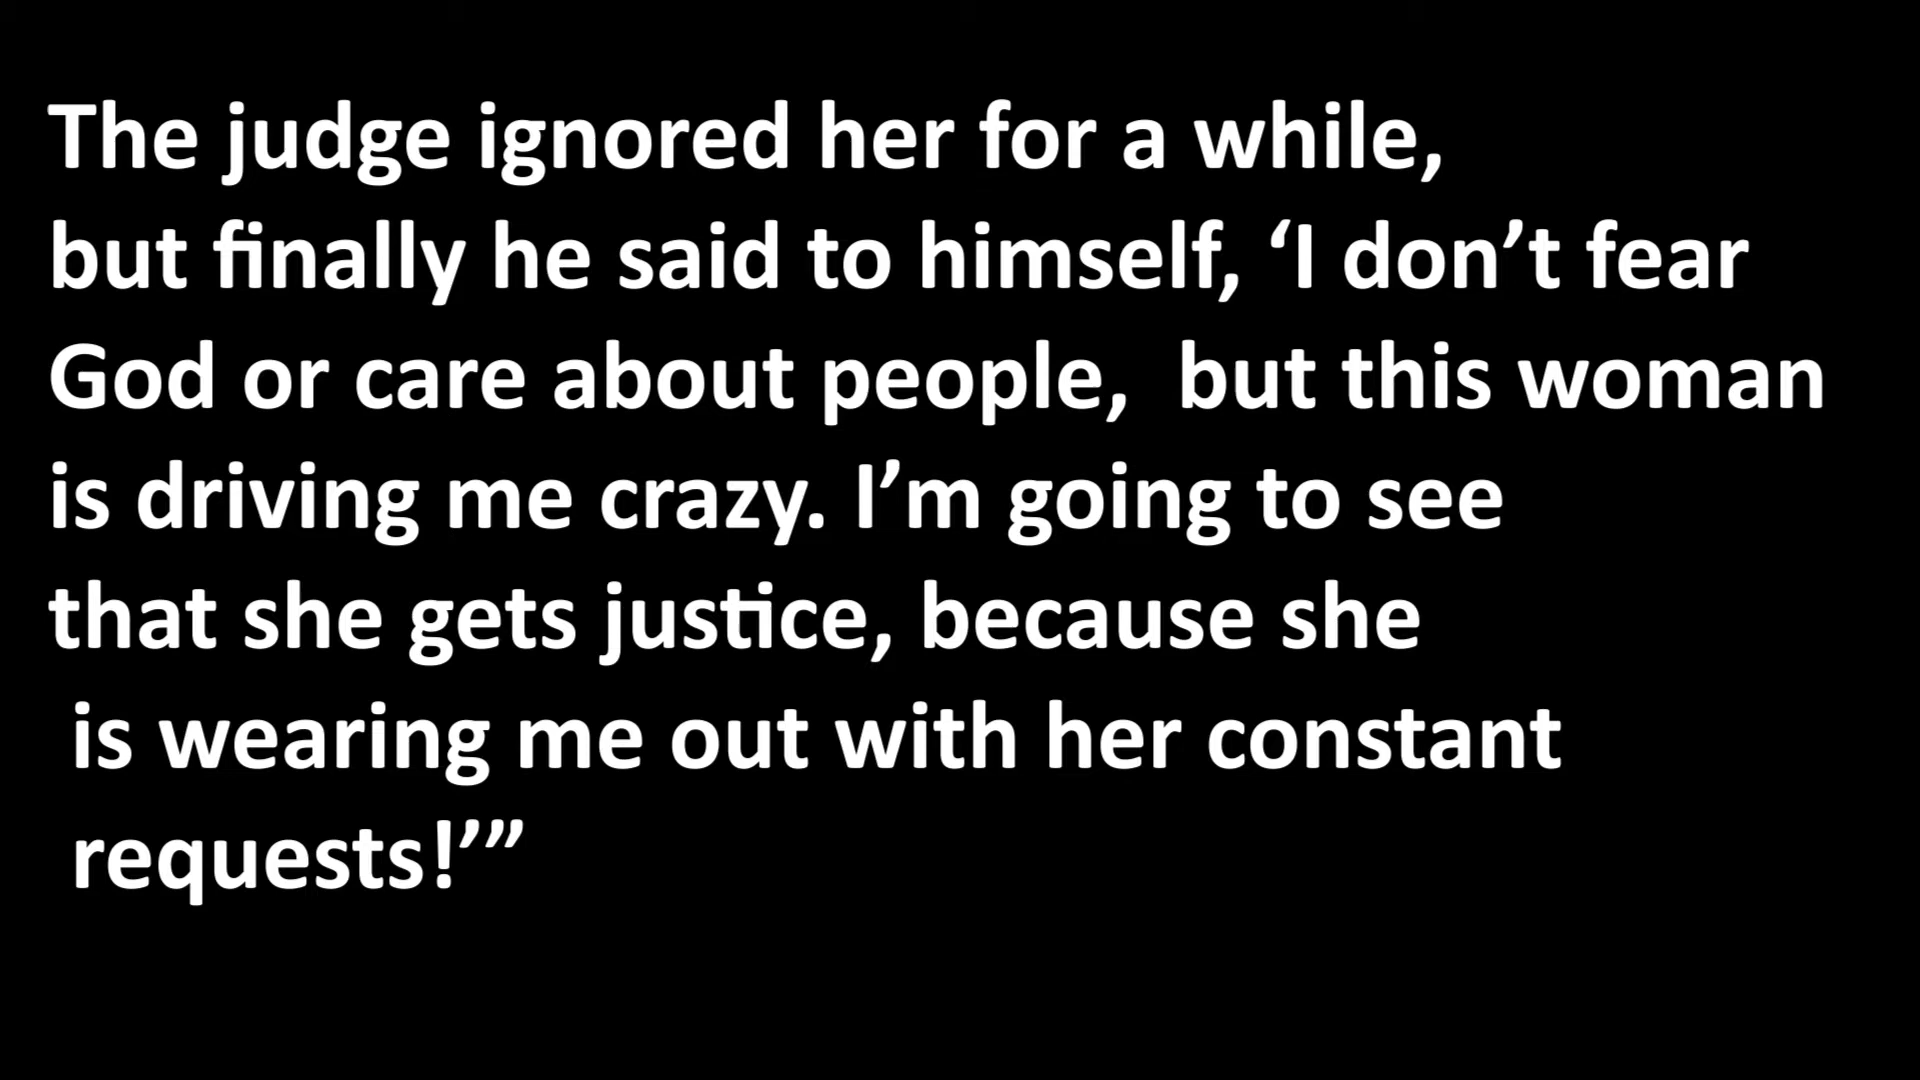 The judge ignored her for a while,
but finally he said to himself, ‘I don’t fear
God or care about people,  but this woman
is driving me crazy. I’m going to see
that she gets justice, because she
is wearing me out with her constant
requests!’”